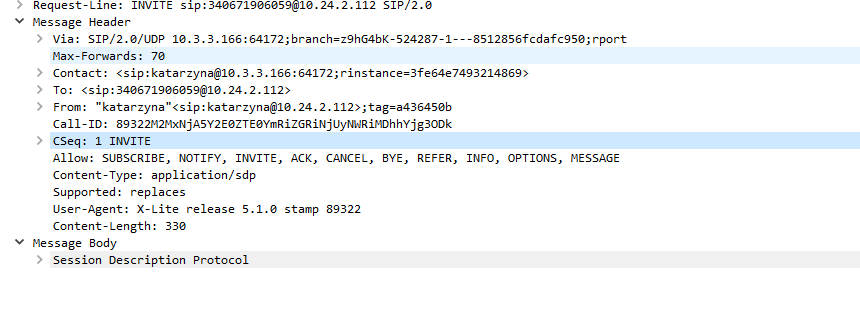 Request-Line: INVITE sip:340671906059@10.24.2.112 SIP/2.0
Message Header
Via: SIP/2.0/UDP 10.3.3.166:64172;branch=z9hG4bK-524287-1---8512856fcdafc950;rport
Max-Forwards: 70
Contact: <sip:katarzyna@10.3.3.166:64172;rinstance=3fe64e7493214869>
To: <sip:340671906059@10.24.2.112>
From: "katarzyna"<sip:katarzyna@10.24.2.112>;tag=a436450b
Call-ID: 89322M2MxNjA5Y2E0ZTE0YmRiZGRiNjUyNWRiMDhhYjg3ODk
CSeq: 1 INVITE
Allow: SUBSCRIBE, NOTIFY, INVITE, ACK, CANCEL, BYE, REFER, INFO, OPTIONS, MESSAGE
Content-Type: application/sdp
Supported: replaces
User-Agent: X-Lite release 5.1.0 stamp 89322
Content-Length: 330
Message Body
Session Description Protocol